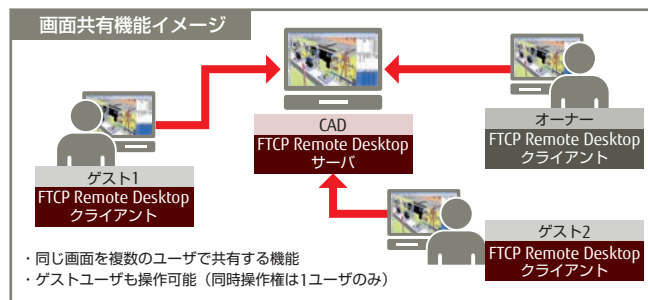 画面共有機能イメージ
CAD
FTCP Remote Desktop
サーバ
オーナー
FTCP Remote Desktop
クライアント
ゲスト1
FTCP Remote Desktop
クライアント
ゲスト2
FTCP Remote Desktop
クライアント
・同じ画面を複数のユーザで共有する機能
・ゲストユーザも操作可能（同時操作権は1ユーザのみ）